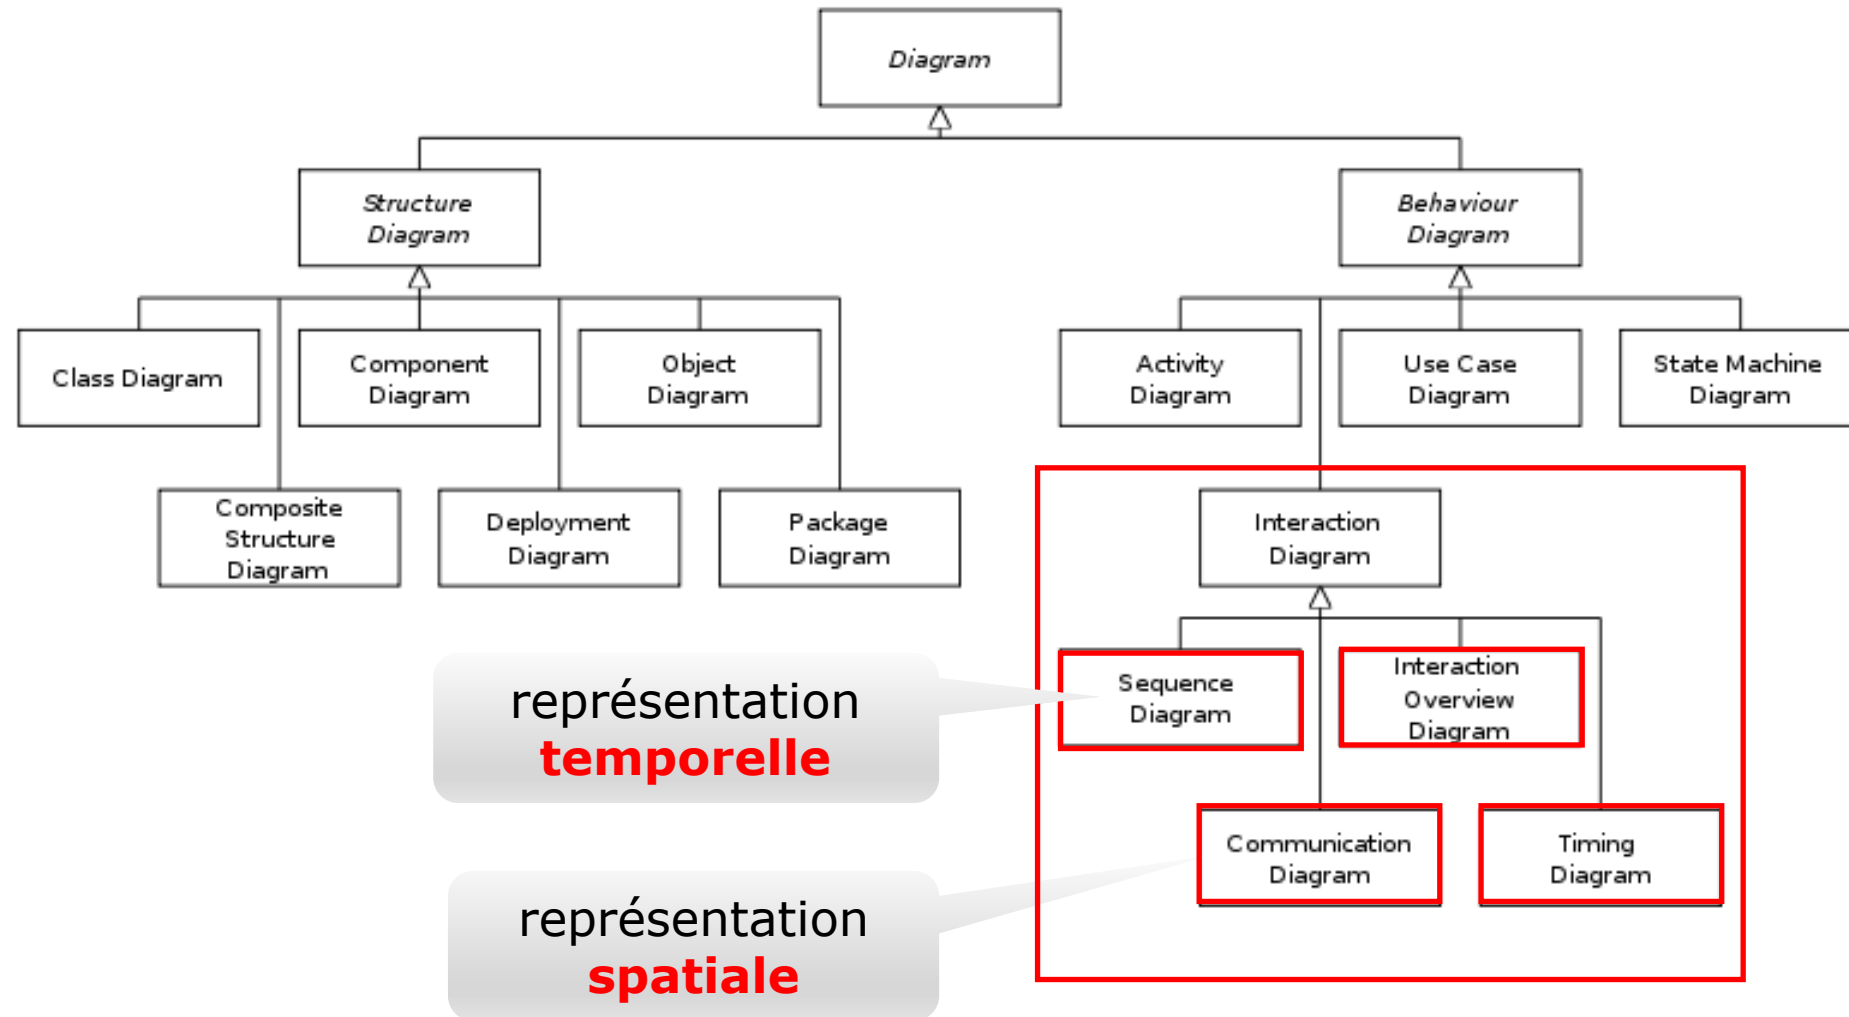 Diagram
Structure
Diagram
Behaviour
Diagram
Class Diagram
Component
Diagram
Object
Diagram
Activity
Diagram
Use Case
Diagram
State Machine
Diagram
Composite
Structure
Diagram
Deployment
Diagram
Package
Diagram
Interaction
Diagram
représentation
temporelle
Sequence
Diagram
Interaction
Overview
Diagram
Communication
Diagram
Timing
Diagram
représentation
spatiale